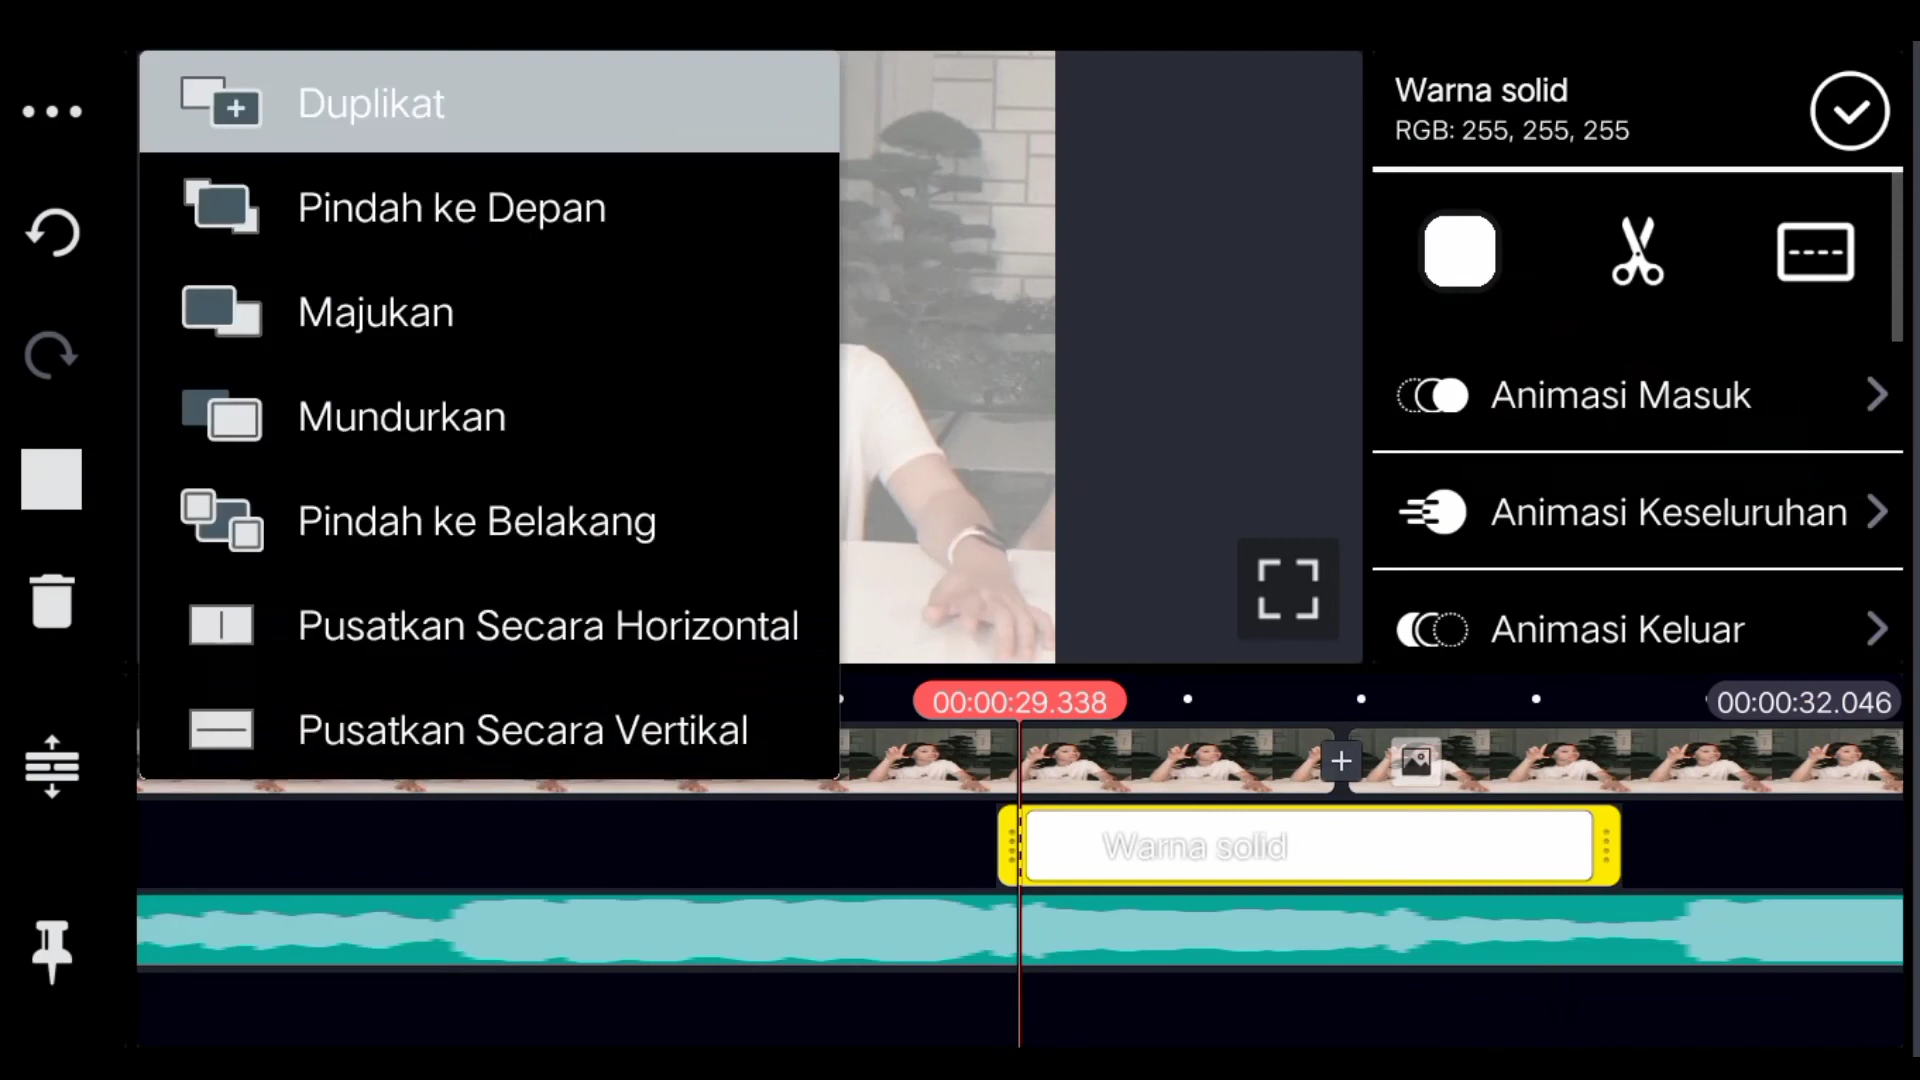 Duplikat
Pindah ke Depan
Majukan
Mundurkan
Pindah ke Belakang
Pusatkan Secara Horizontal
Pusatkan Secara Vertikal
Warna solid
RGB: 255, 255, 255
Animasi Masuk
Animasi Keseluruhan
Animasi Keluar
00:00:29.338
00:00:32.046
Warna solid